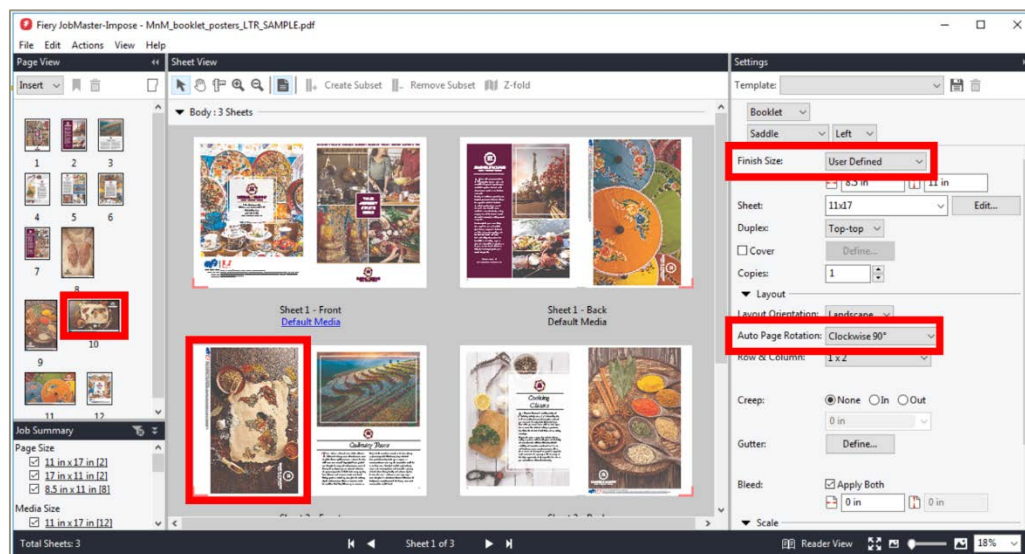 Fiery JobMaster-Impose - MnM_booklet_posters_LTR_SAMPLE.pdf
File Edit Actions View Help
Page View
Insert
1 2 3
4 5 6
7 8
9 10
11 12
Job Summary
Page Size
11 in x 17 in [2]
17 in x 11 in [2]
8.5 in x 11 in [8]
Media Size
11 in x 17 in [12]
Sheet View
Create Subset Remove Subset Z-fold
Body : 3 Sheets
Sheet 1 - Front
Default Media
Sheet 1 - Back
Default Media
Culinary Tours
Cooking
Classes
Settings
Template:
Booklet
Saddle Left
Finish Size: User Defined
8.5 in 11 in
Sheet: 11x17 Edit...
Duplex: Top-top
Cover Define...
Copies: 1
Layout
Layout Orientation: Landscape
Auto Page Rotation: Clockwise 90°
Row & Column: 1 x 2
Creep: None In Out
0 in
Gutter: Define...
Bleed: Apply Both
0 in 0 in
Scale
Total Sheets: 3
Sheet 1 of 3
Reader View 18%